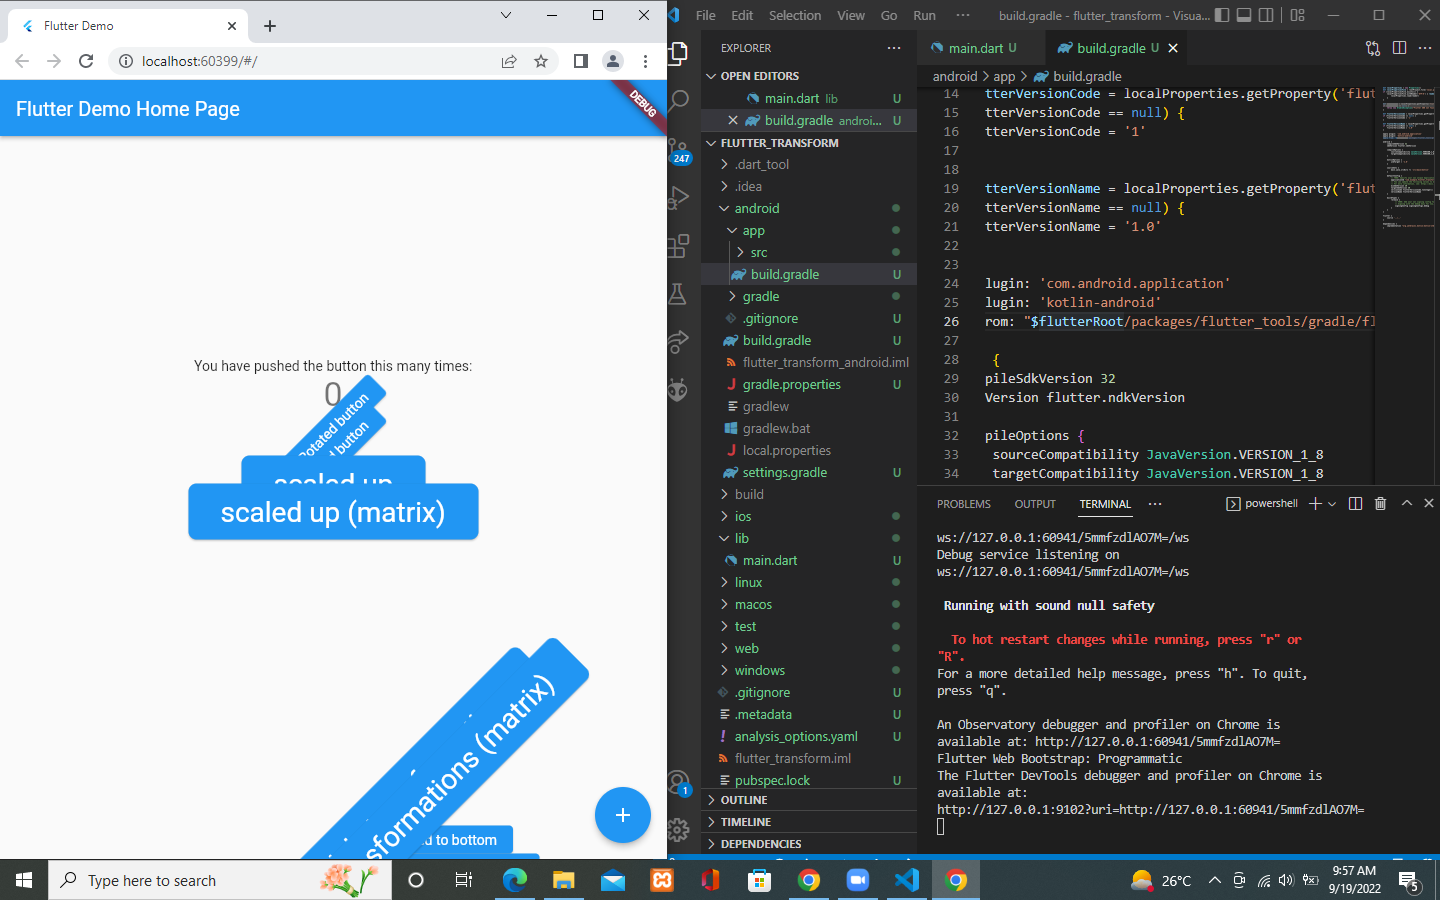 Flutter Demo
localhost:60399/#/
Flutter Demo Home Page
DEBUG
You have pushed the button this many times:
0
Rotated button
button
scaled up
scaled up (matrix)
sformations (matrix)
d to bottom
File Edit Selection View Go Run ··· build.gradle - flutter_transform - Visua...
EXPLORER
OPEN EDITORS
main.dart lib U
build.gradle androi... U
FLUTTER_TRANSFORM
.dart_tool
.idea
android
app
src
build.gradle U
gradle
.gitignore U
build.gradle U
flutter_transform_android.iml
gradle.properties U
gradlew
gradlew.bat
local.properties
settings.gradle U
build
ios
lib
main.dart U
linux
macos
test
web
windows
.gitignore U
.metadata U
analysis_options.yaml U
flutter_transform.iml
pubspec.lock U
OUTLINE
TIMELINE
DEPENDENCIES
247
1
main.dart U build.gradle U
android > app > build.gradle
14 tterVersionCode = localProperties.getProperty('flut
15 tterVersionCode == null) {
16 tterVersionCode = '1'
17
18
19 tterVersionName = localProperties.getProperty('flut
20 tterVersionName == null) {
21 tterVersionName = '1.0'
22
23
24 lugin: 'com.android.application'
25 lugin: 'kotlin-android'
26 rom: "$flutterRoot/packages/flutter_tools/gradle/fl
27
28 {
29 pileSdkVersion 32
30 Version flutter.ndkVersion
31
32 pileOptions {
33 sourceCompatibility JavaVersion.VERSION_1_8
34 targetCompatibility JavaVersion.VERSION_1_8
PROBLEMS OUTPUT TERMINAL ··· powershell
ws://127.0.0.1:60941/5mmfzdlAO7M=/ws
Debug service listening on
ws://127.0.0.1:60941/5mmfzdlAO7M=/ws
Running with sound null safety
To hot restart changes while running, press "r" or
"R".
For a more detailed help message, press "h". To quit,
press "q".
An Observatory debugger and profiler on Chrome is
available at: http://127.0.0.1:60941/5mmfzdlAO7M=
Flutter Web Bootstrap: Programmatic
The Flutter DevTools debugger and profiler on Chrome is
available at:
http://127.0.0.1:9102?uri=http://127.0.0.1:60941/5mmfzdlAO7M=
Type here to search
26°C
9:57 AM
9/19/2022
5